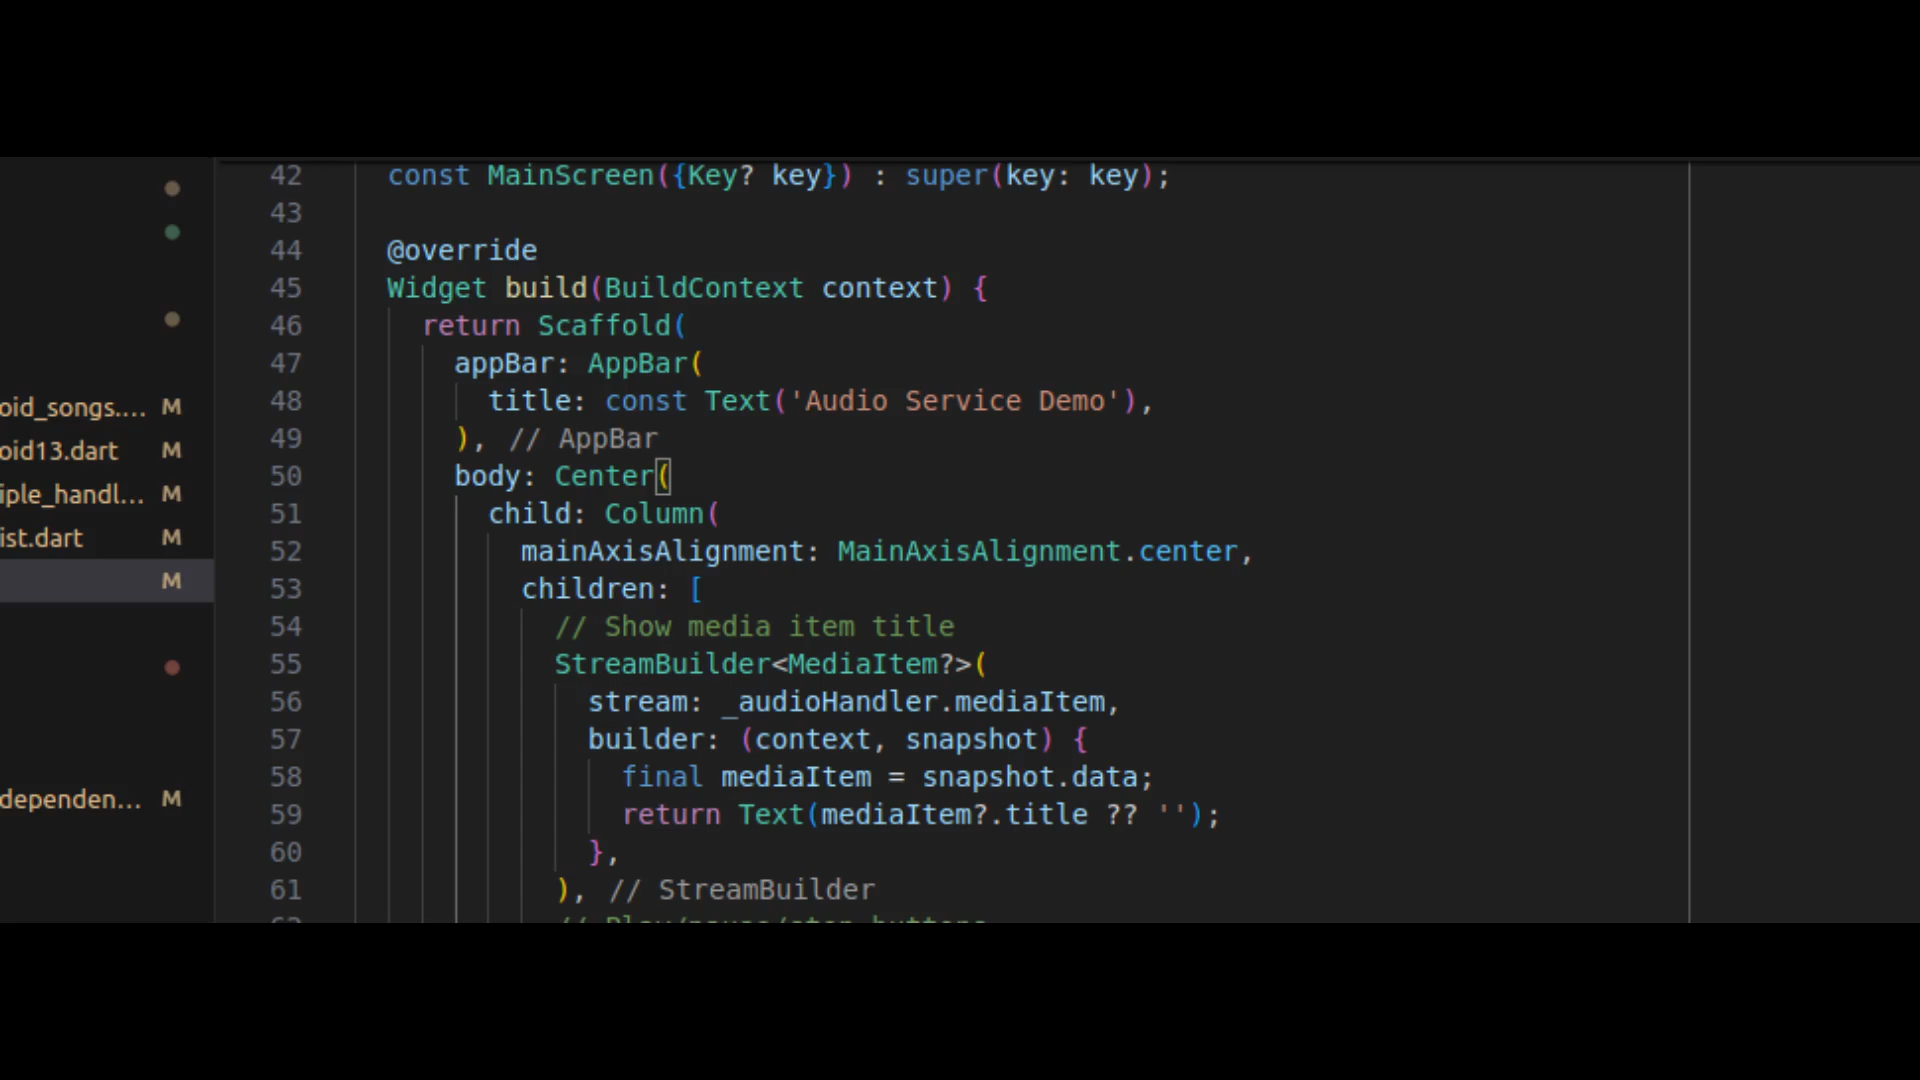 42 const MainScreen({Key? key}) : super(key: key);
43
44 @override
45 Widget build(BuildContext context) {
46 return Scaffold(
47 appBar: AppBar(
oid_songs.... M 48 title: const Text('Audio Service Demo'),
oid13.dart M 49 ), // AppBar
iple_handl... M 50 body: Center(
ist.dart M 51 child: Column(
M 52 mainAxisAlignment: MainAxisAlignment.center,
53 children: [
54 // Show media item title
55 StreamBuilder<MediaItem?>(
56 stream: _audioHandler.mediaItem,
57 builder: (context, snapshot) {
58 final mediaItem = snapshot.data;
dependen... M 59 return Text(mediaItem?.title ?? '');
60 },
61 ), // StreamBuilder